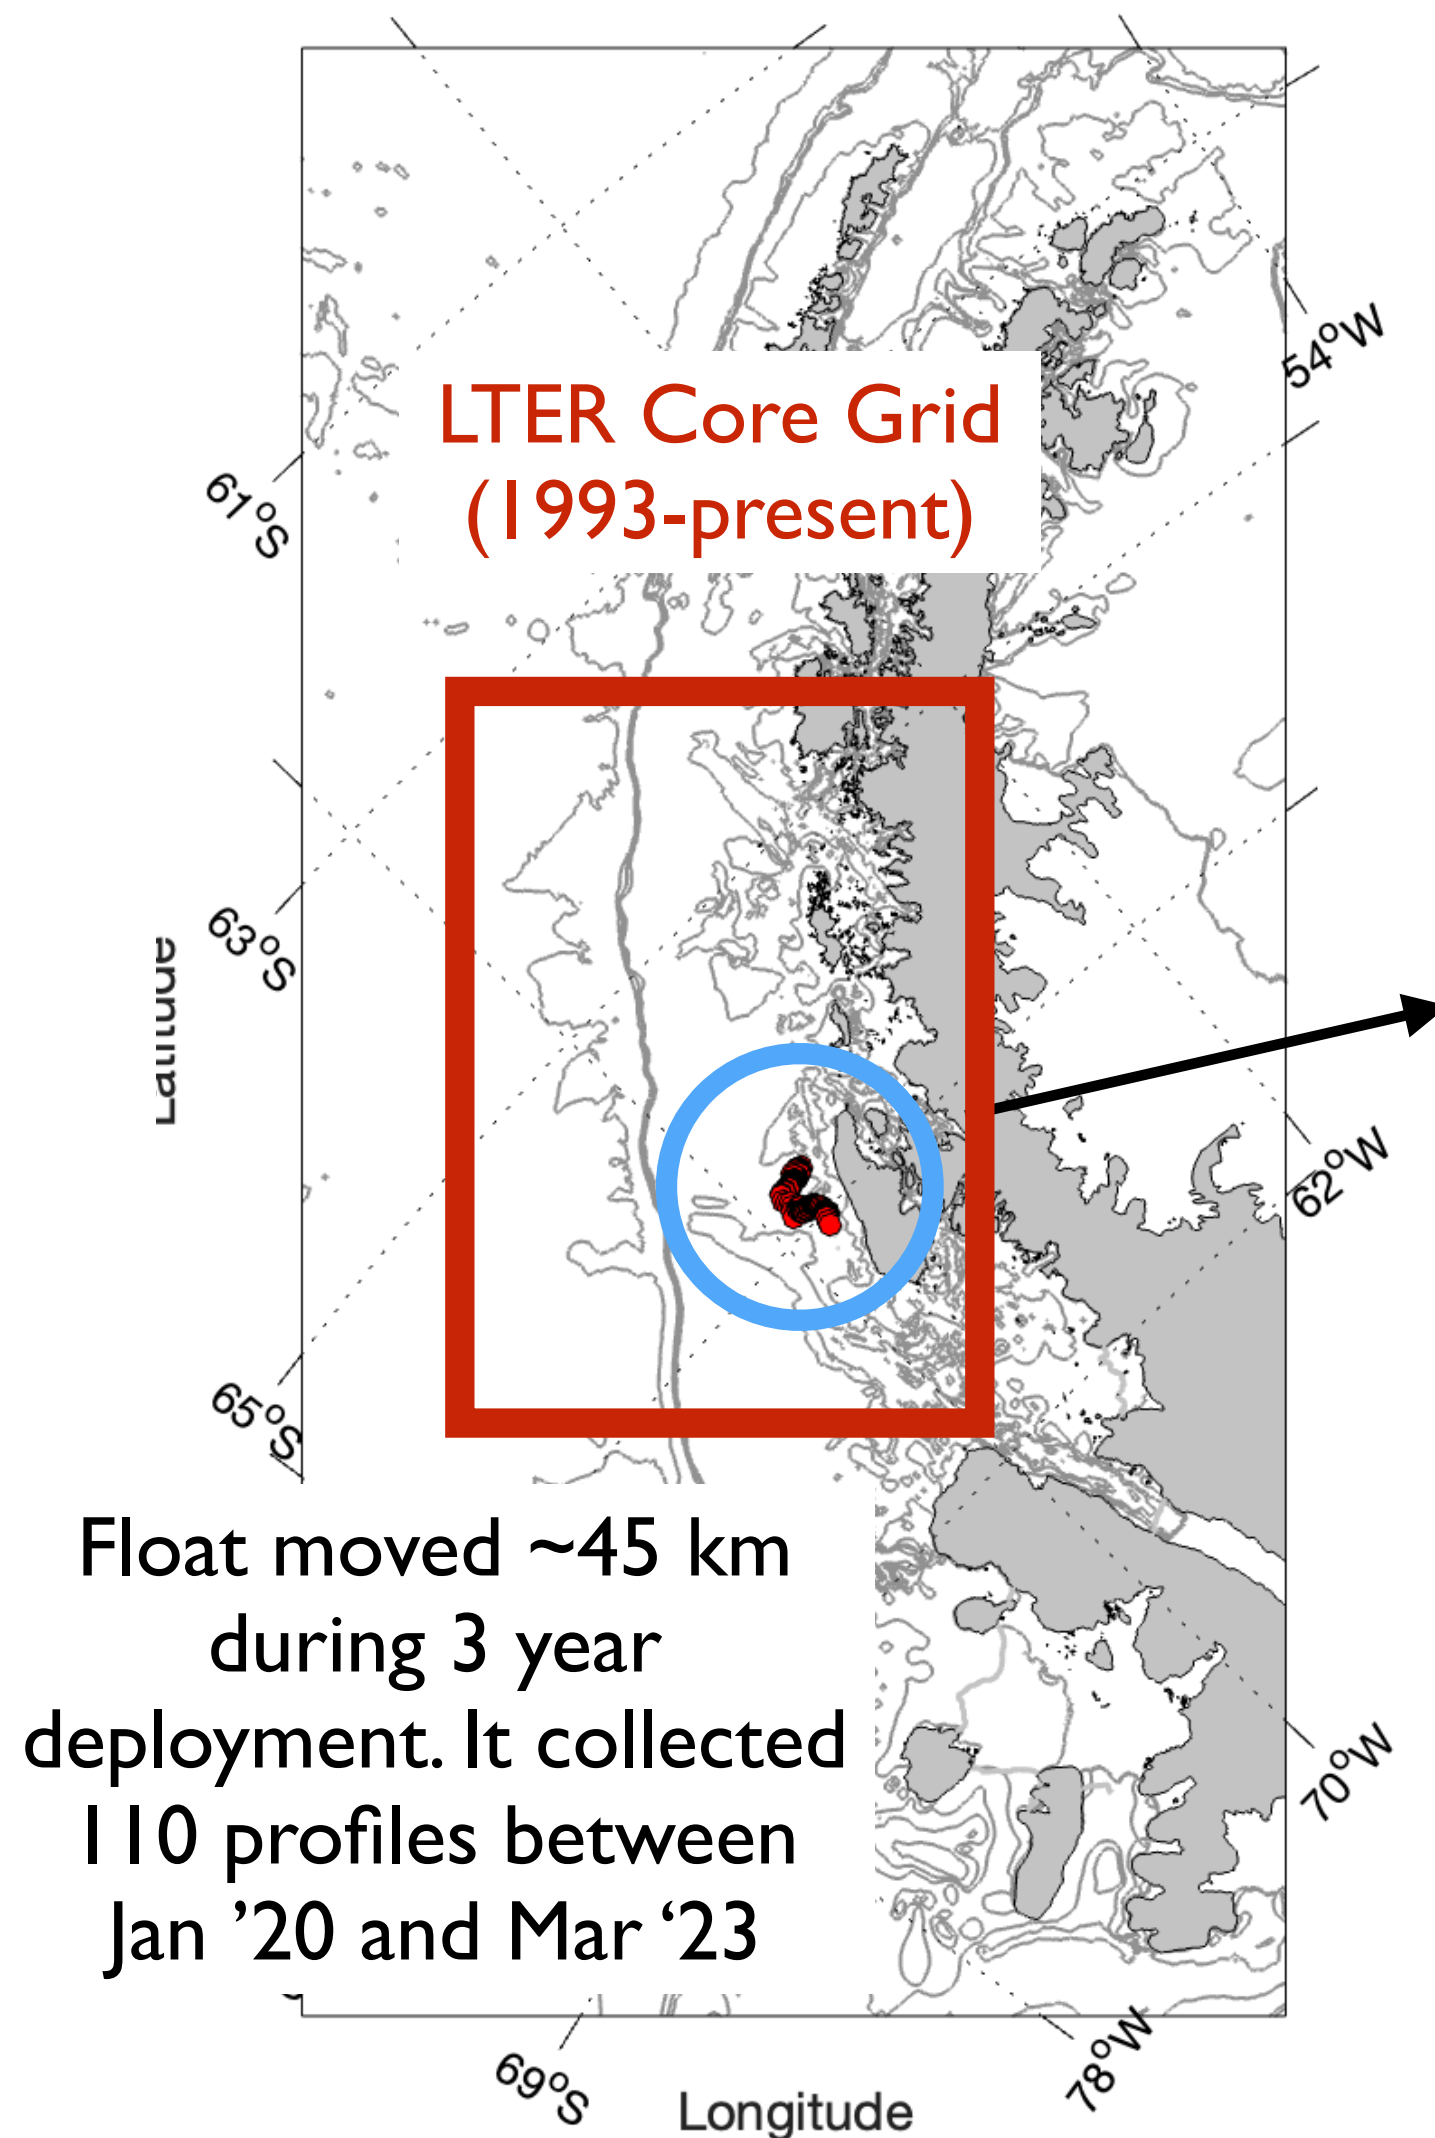 LTER Core Grid
(1993-present)
54°W
61°S
63°S
Latitude
62°W
65°S
Float moved ~45 km
during 3 year
deployment. It collected
110 profiles between
Jan ’20 and Mar ‘23
70°W
69°S
78°W
Longitude